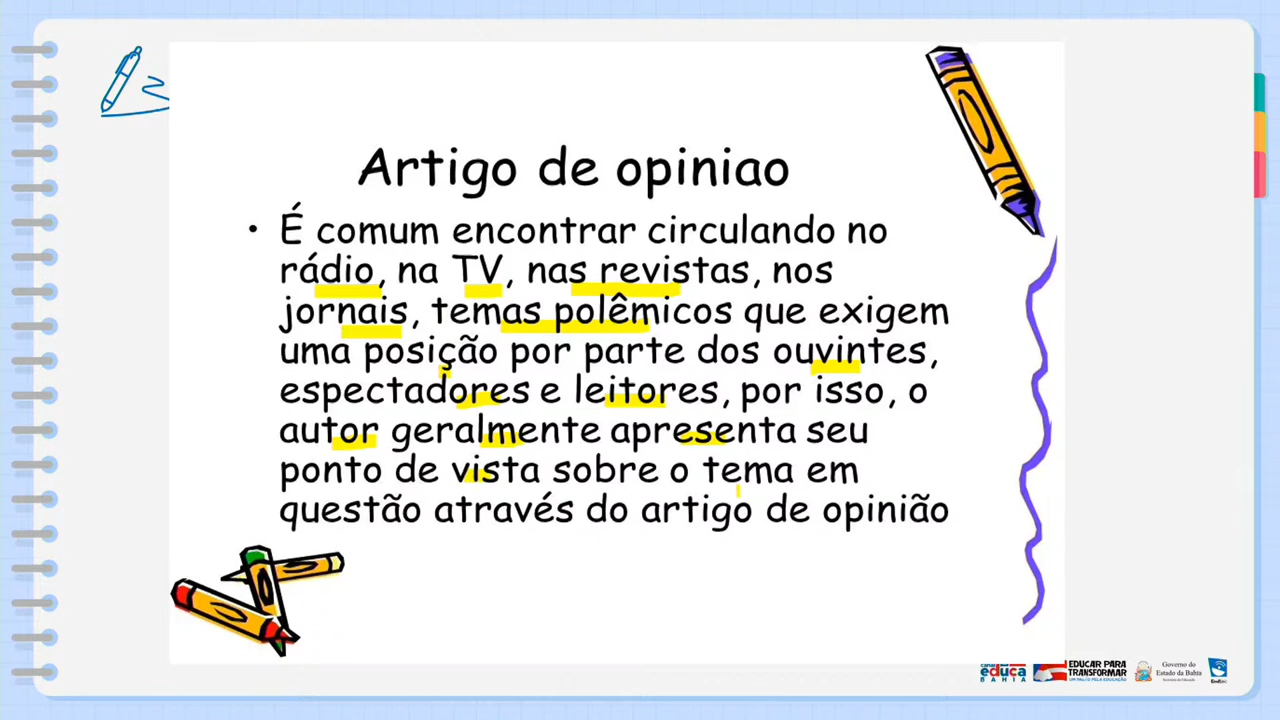 Artigo de opiniao
• É comum encontrar circulando no
rádio, na TV, nas revistas, nos
jornais, temas polêmicos que exigem
uma posição por parte dos ouvintes,
espectadores e leitores, por isso, o
autor geralmente apresenta seu
ponto de vista sobre o tema em
questão através do artigo de opinião
educa
BAHIA
EDUCAR PARA
TRANSFORMAR
Governo do
Estado da Bahia